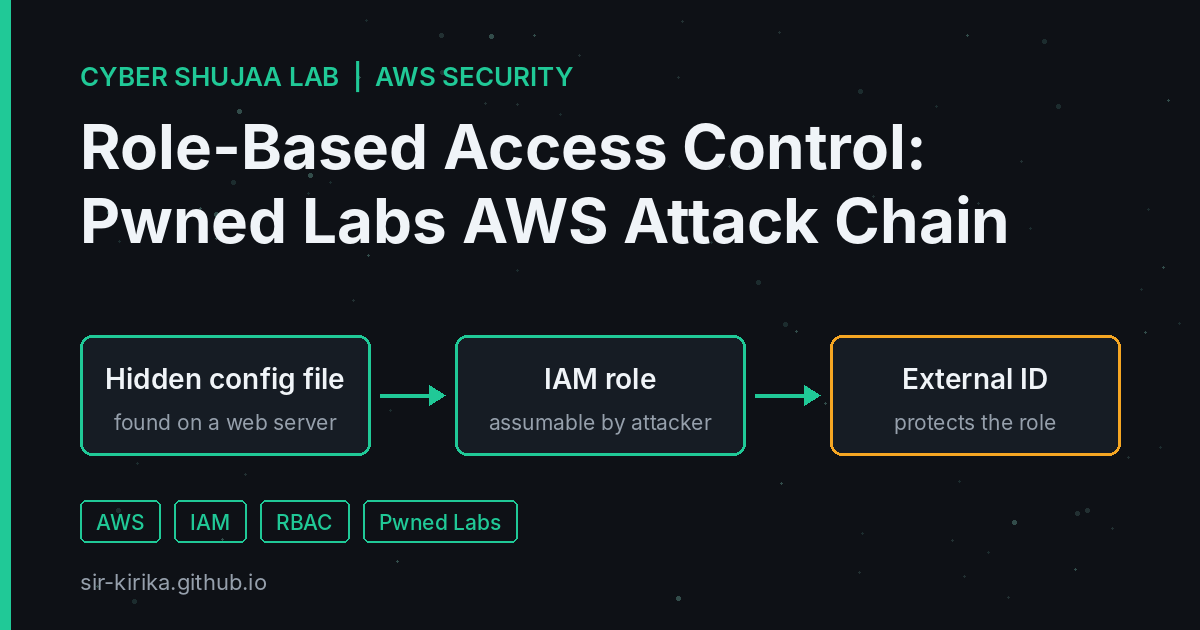 CYBER SHUJAA LAB | AWS SECURITY
Role-Based Access Control:
Pwned Labs AWS Attack Chain
Hidden config file
found on a web server
IAM role
assumable by attacker
External ID
protects the role
AWS
IAM
RBAC
Pwned Labs
sir-kirika.github.io